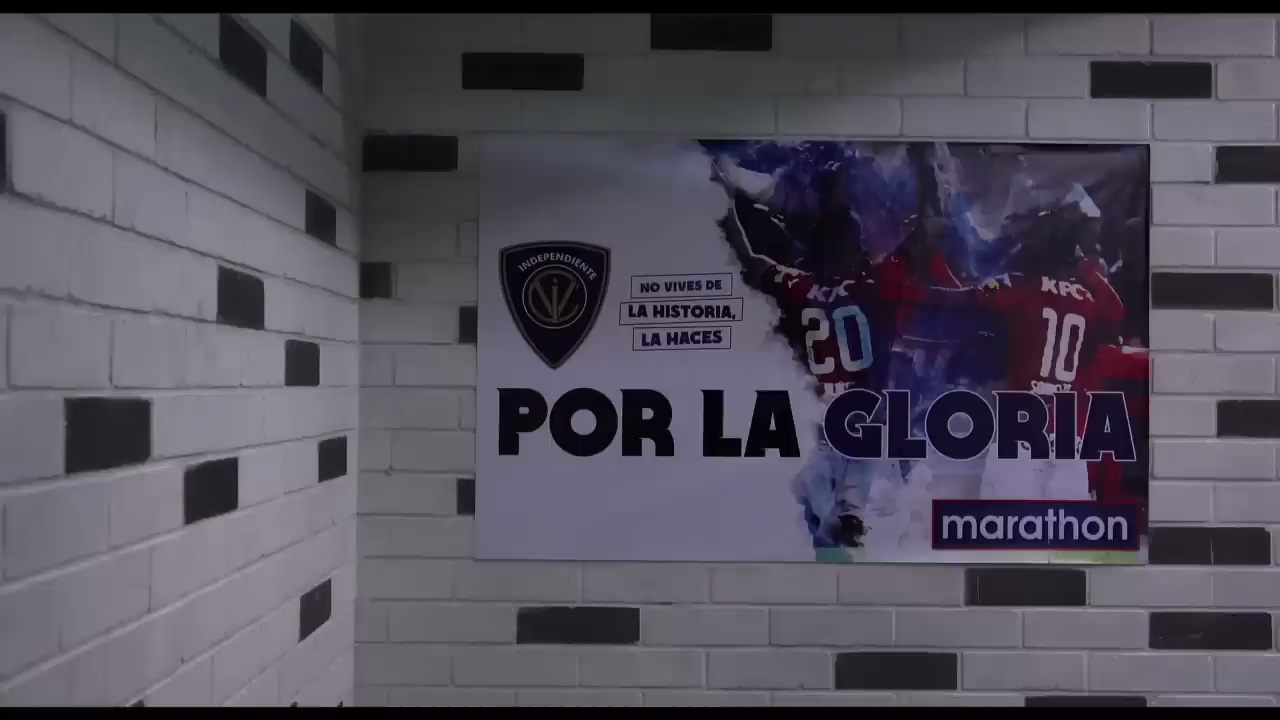 INDEPENDIENTE
NO VIVES DE
LA HISTORIA,
LA HACES
KFC
20
KFC
10
POR LA GLORIA
marathon